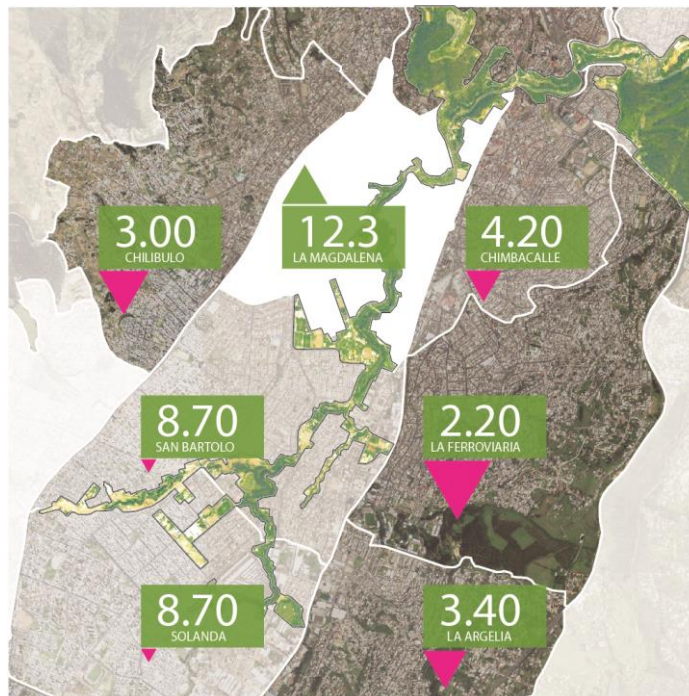 3.00
CHILIBULO
12.3
LA MAGDALENA
4.20
CHIMBACALLE
8.70
SAN BARTOLO
2.20
LA FERROVIARIA
8.70
SOLANDA
3.40
LA ARGELIA